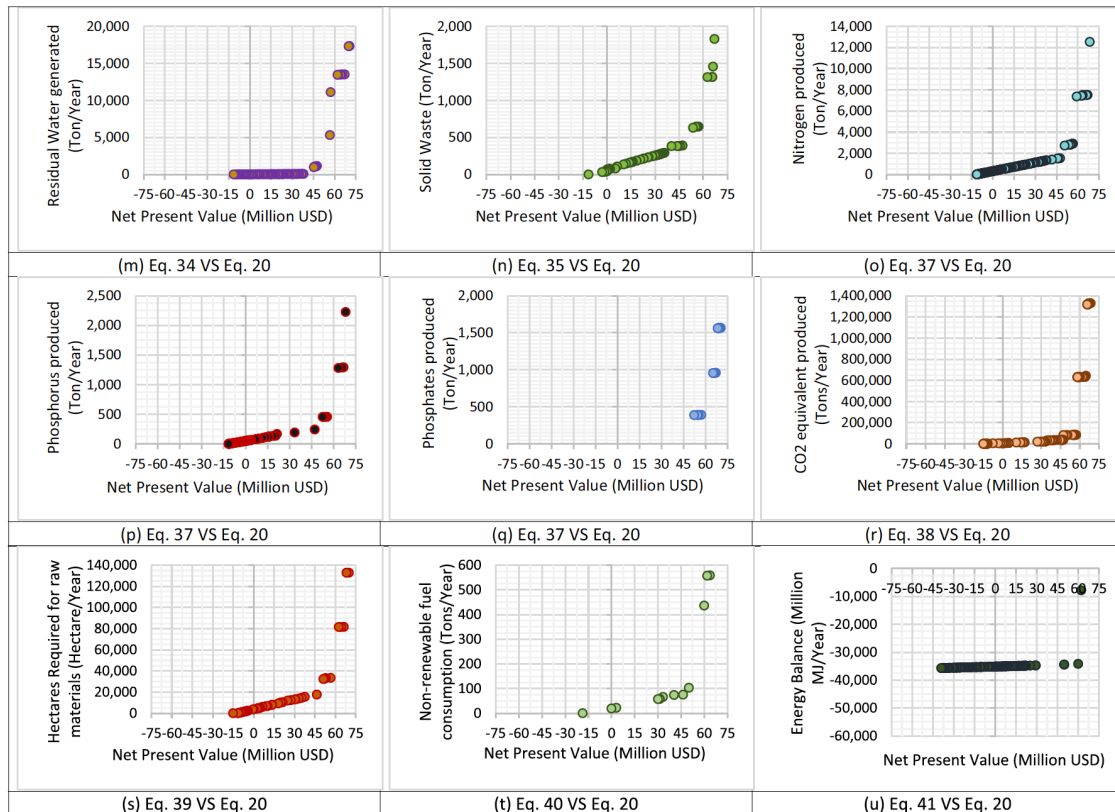 Residual Water generated
(Ton/Year)
20,000
15,000
10,000
5,000
0
-75-60-45-30-15 0 15 30 45 60 75
Net Present Value (Million USD)
(m) Eq. 34 VS Eq. 20
Solid Waste (Ton/Year)
2,000
1,500
1,000
500
0
-75-60-45-30-15 0 15 30 45 60 75
Net Present Value (Million USD)
(n) Eq. 35 VS Eq. 20
Nitrogen produced
(Ton/Year)
14,000
12,000
10,000
8,000
6,000
4,000
2,000
0
-75-60-45-30-15 0 15 30 45 60 75
Net Present Value (Million USD)
(o) Eq. 37 VS Eq. 20
Phosphorus produced
(Ton/Year)
2,500
2,000
1,500
1,000
500
0
-75-60-45-30-15 0 15 30 45 60 75
Net Present Value (Million USD)
(p) Eq. 37 VS Eq. 20
Phosphates produced
(Ton/Year)
2,000
1,500
1,000
500
0
-75-60-45-30-15 0 15 30 45 60 75
Net Present Value (Million USD)
(q) Eq. 37 VS Eq. 20
CO2 equivalent produced
(Tons/Year)
1,400,000
1,200,000
1,000,000
800,000
600,000
400,000
200,000
0
-75-60-45-30-15 0 15 30 45 60 75
Net Present Value (Million USD)
(r) Eq. 38 VS Eq. 20
Hectares Required for raw
materials (Hectare/Year)
140,000
120,000
100,000
80,000
60,000
40,000
20,000
0
-75-60-45-30-15 0 15 30 45 60 75
Net Present Value (Million USD)
(s) Eq. 39 VS Eq. 20
Non-renewable fuel
consumption (Tons/Year)
600
500
400
300
200
100
0
-75-60-45-30-15 0 15 30 45 60 75
Net Present Value (Million USD)
(t) Eq. 40 VS Eq. 20
Energy Balance (Million
MJ/Year)
0
-75-60-45-30-15 0 15 30 45 60 75
-10,000
-20,000
-30,000
-40,000
-50,000
-60,000
Net Present Value (Million USD)
(u) Eq. 41 VS Eq. 20